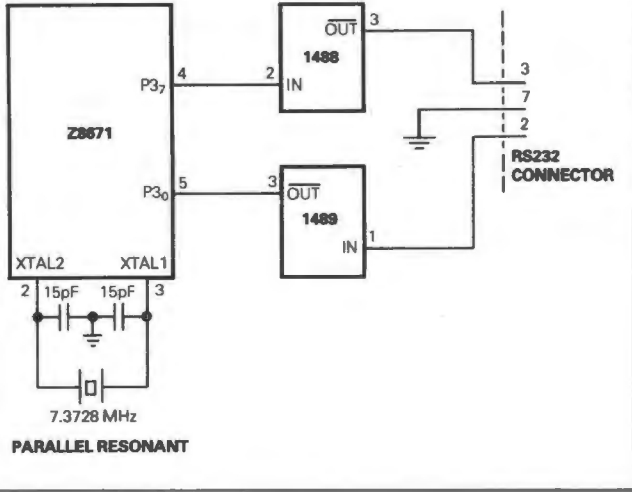 OUT 3
1488
P3₇ 4 2 IN
Z8671
3
7
2
RS232
CONNECTOR
P3₀ 5 3 OUT
1489
IN 1
XTAL2 XTAL1
2 15pF 15pF 3
7.3728 MHz
PARALLEL RESONANT